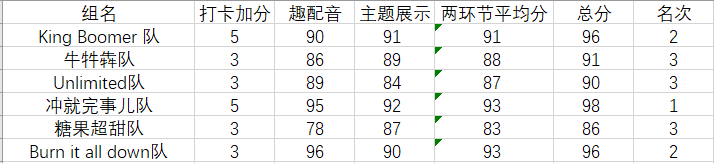 组名 打卡加分 趣配音 主题展示 两环节平均分 总分 名次
King Boomer 队 5 90 91 91 96 2
牛牪犇队 3 86 89 88 91 3
Unlimited队 3 89 84 87 90 3
冲就完事儿队 5 95 92 93 98 1
糖果超甜队 3 78 87 83 86 3
Burn it all down队 3 96 90 93 96 2